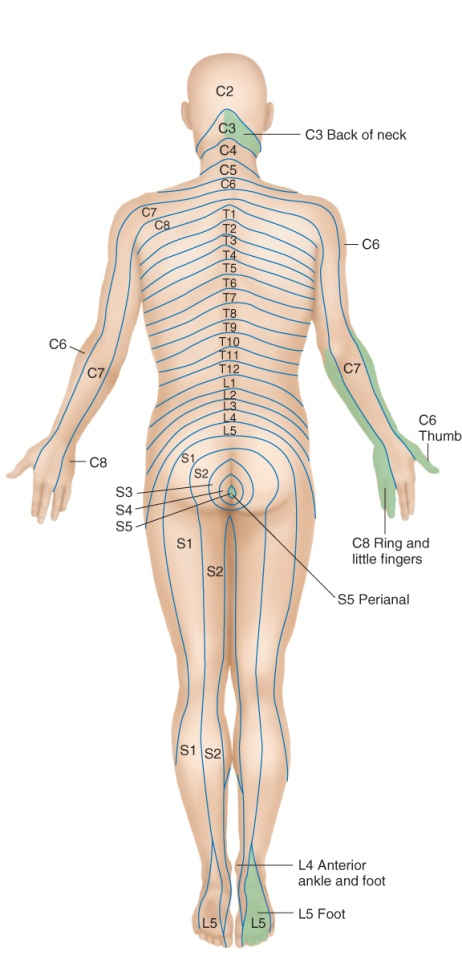 C2
C3
C3 Back of neck
C4
C5
C6
C7
C8
T1
T2
T3
T4
T5
T6
T7
T8
T9
T10
T11
T12
L1
L2
L3
L4
L5
C6
C6
C7
C7
C8
C6
Thumb
C8 Ring and
little fingers
S1
S2
S3
S4
S5
S5 Perianal
S1
S2
S1
S2
L4 Anterior
ankle and foot
L5 Foot
L5
L5